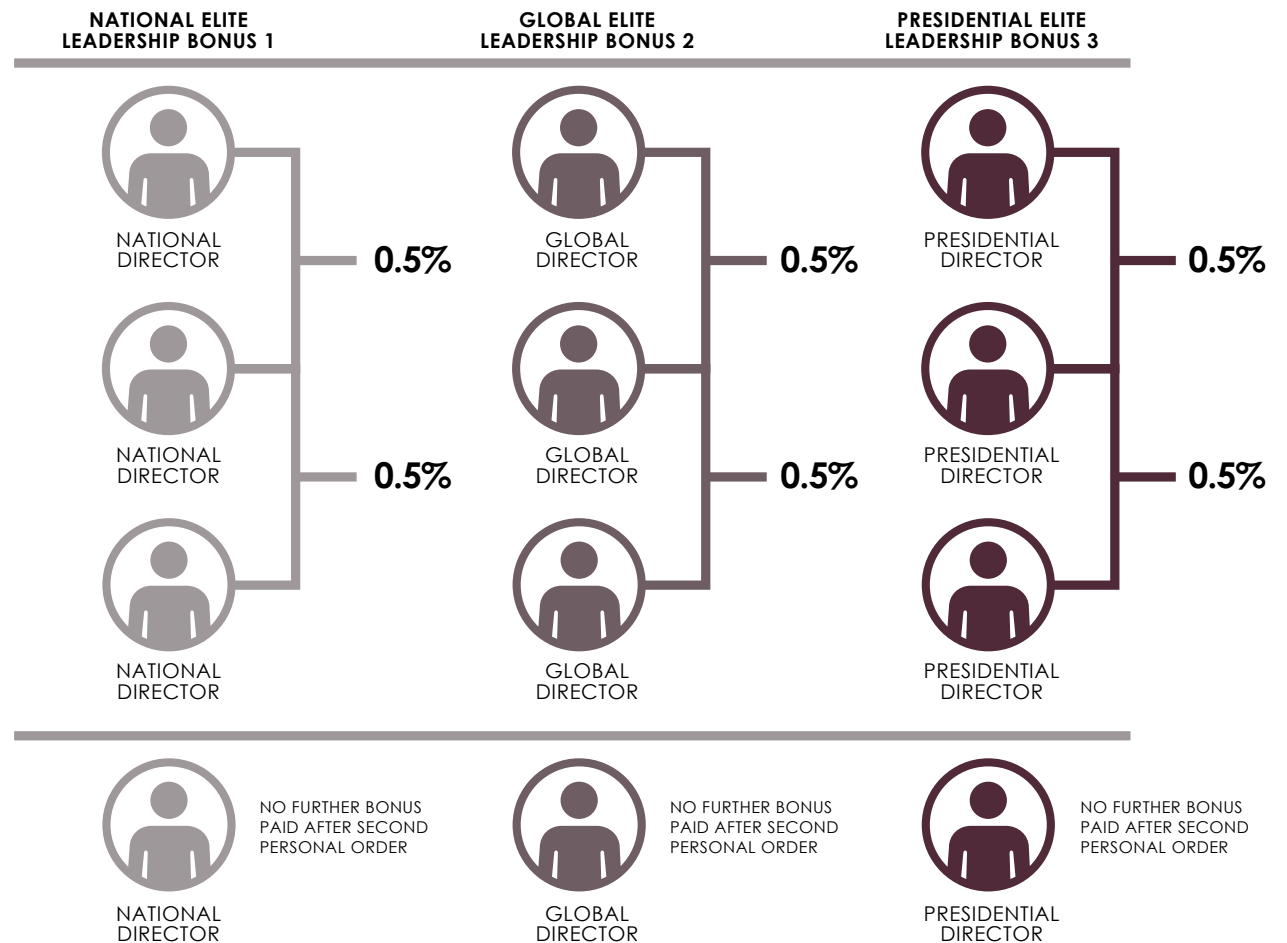 NATIONAL ELITE
LEADERSHIP BONUS 1
GLOBAL ELITE
LEADERSHIP BONUS 2
PRESIDENTIAL ELITE
LEADERSHIP BONUS 3
NATIONAL
DIRECTOR
0.5%
GLOBAL
DIRECTOR
0.5%
PRESIDENTIAL
DIRECTOR
0.5%
NATIONAL
DIRECTOR
0.5%
GLOBAL
DIRECTOR
0.5%
PRESIDENTIAL
DIRECTOR
0.5%
NATIONAL
DIRECTOR
GLOBAL
DIRECTOR
PRESIDENTIAL
DIRECTOR
NO FURTHER BONUS
PAID AFTER SECOND
PERSONAL ORDER
NO FURTHER BONUS
PAID AFTER SECOND
PERSONAL ORDER
NO FURTHER BONUS
PAID AFTER SECOND
PERSONAL ORDER
NATIONAL
DIRECTOR
GLOBAL
DIRECTOR
PRESIDENTIAL
DIRECTOR